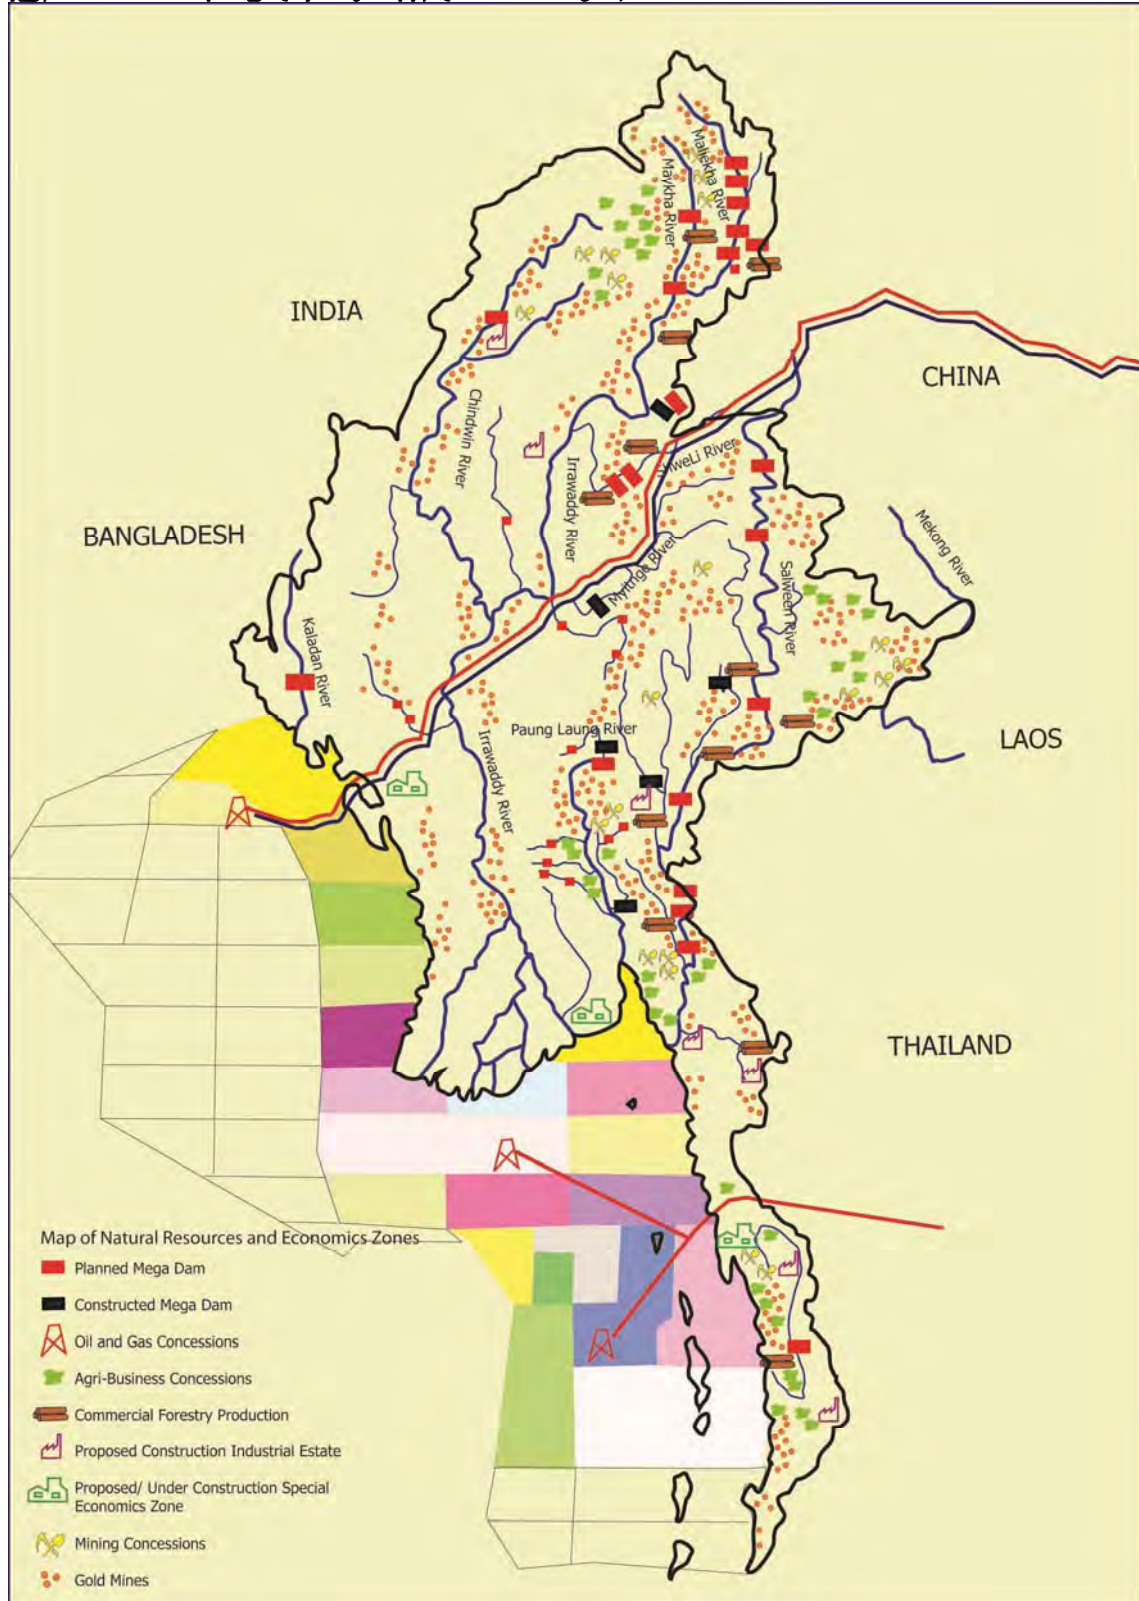 Maliekha River
Maykha River
INDIA
CHINA
Chindwin River
Irrawaddy River
ShweLi River
BANGLADESH
Mekong River
Myitnge River
Salween River
Kaladan River
Paung Laung River
Irrawaddy River
LAOS
THAILAND
Map of Natural Resources and Economics Zones
Planned Mega Dam
Constructed Mega Dam
Oil and Gas Concessions
Agri-Business Concessions
Commercial Forestry Production
Proposed Construction Industrial Estate
Proposed/ Under Construction Special
Economics Zone
Mining Concessions
Gold Mines